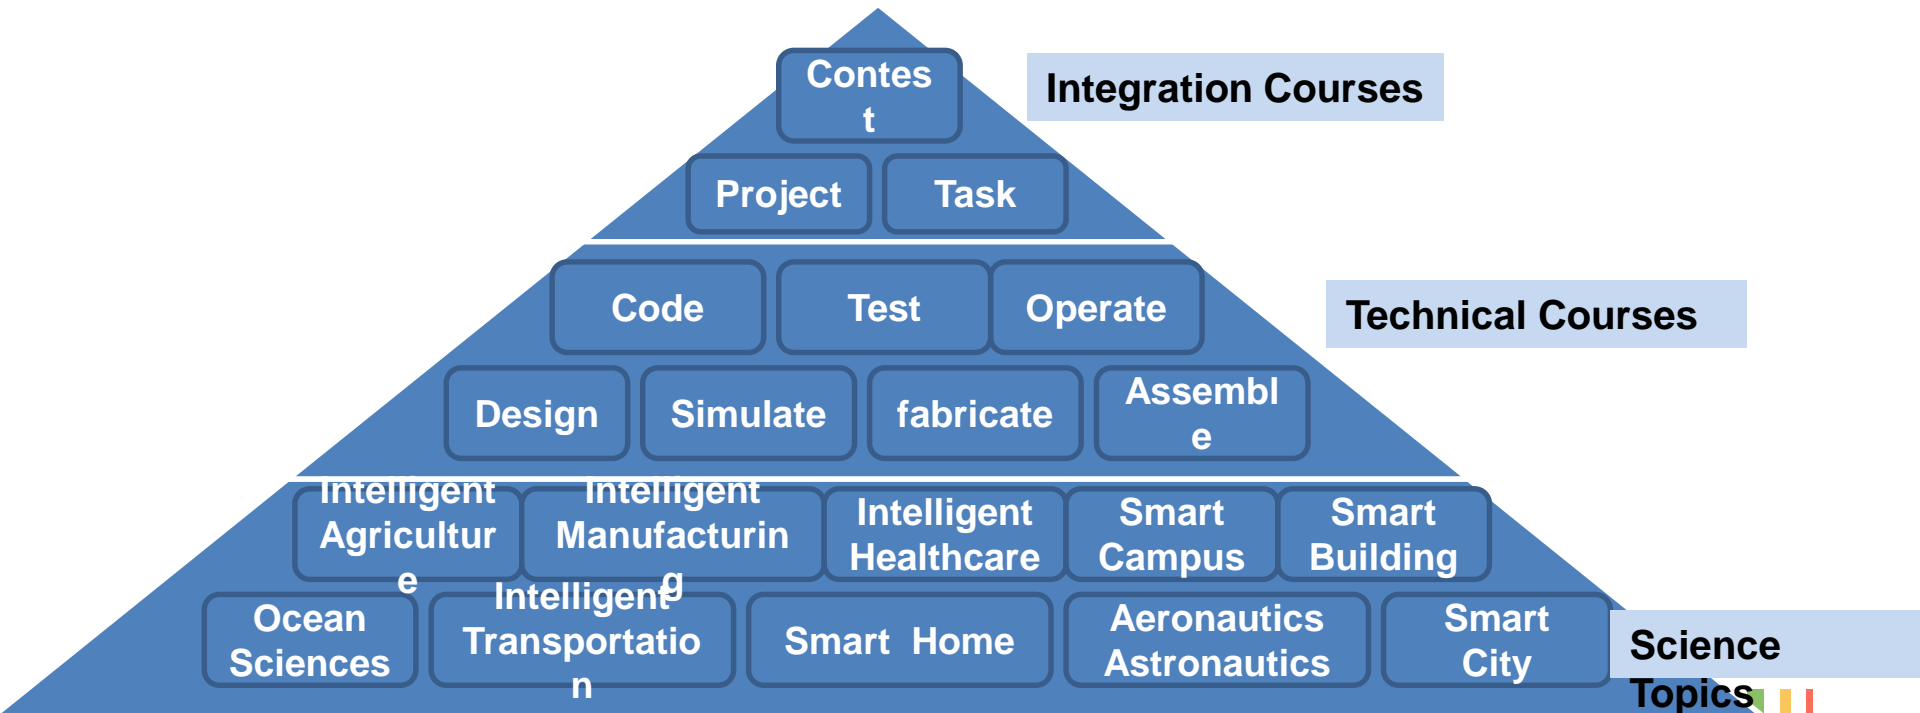 Contes
t
Integration Courses
Project
Task
Code
Test
Operate
Technical Courses
Design
Simulate
fabricate
Assembl
e
Intelligent
Agricultur
e
Intelligent
Manufacturin
g
Intelligent
Healthcare
Smart
Campus
Smart
Building
Ocean
Sciences
Intelligent
Transportatio
n
Smart Home
Aeronautics
Astronautics
Smart
City
Science
Topics